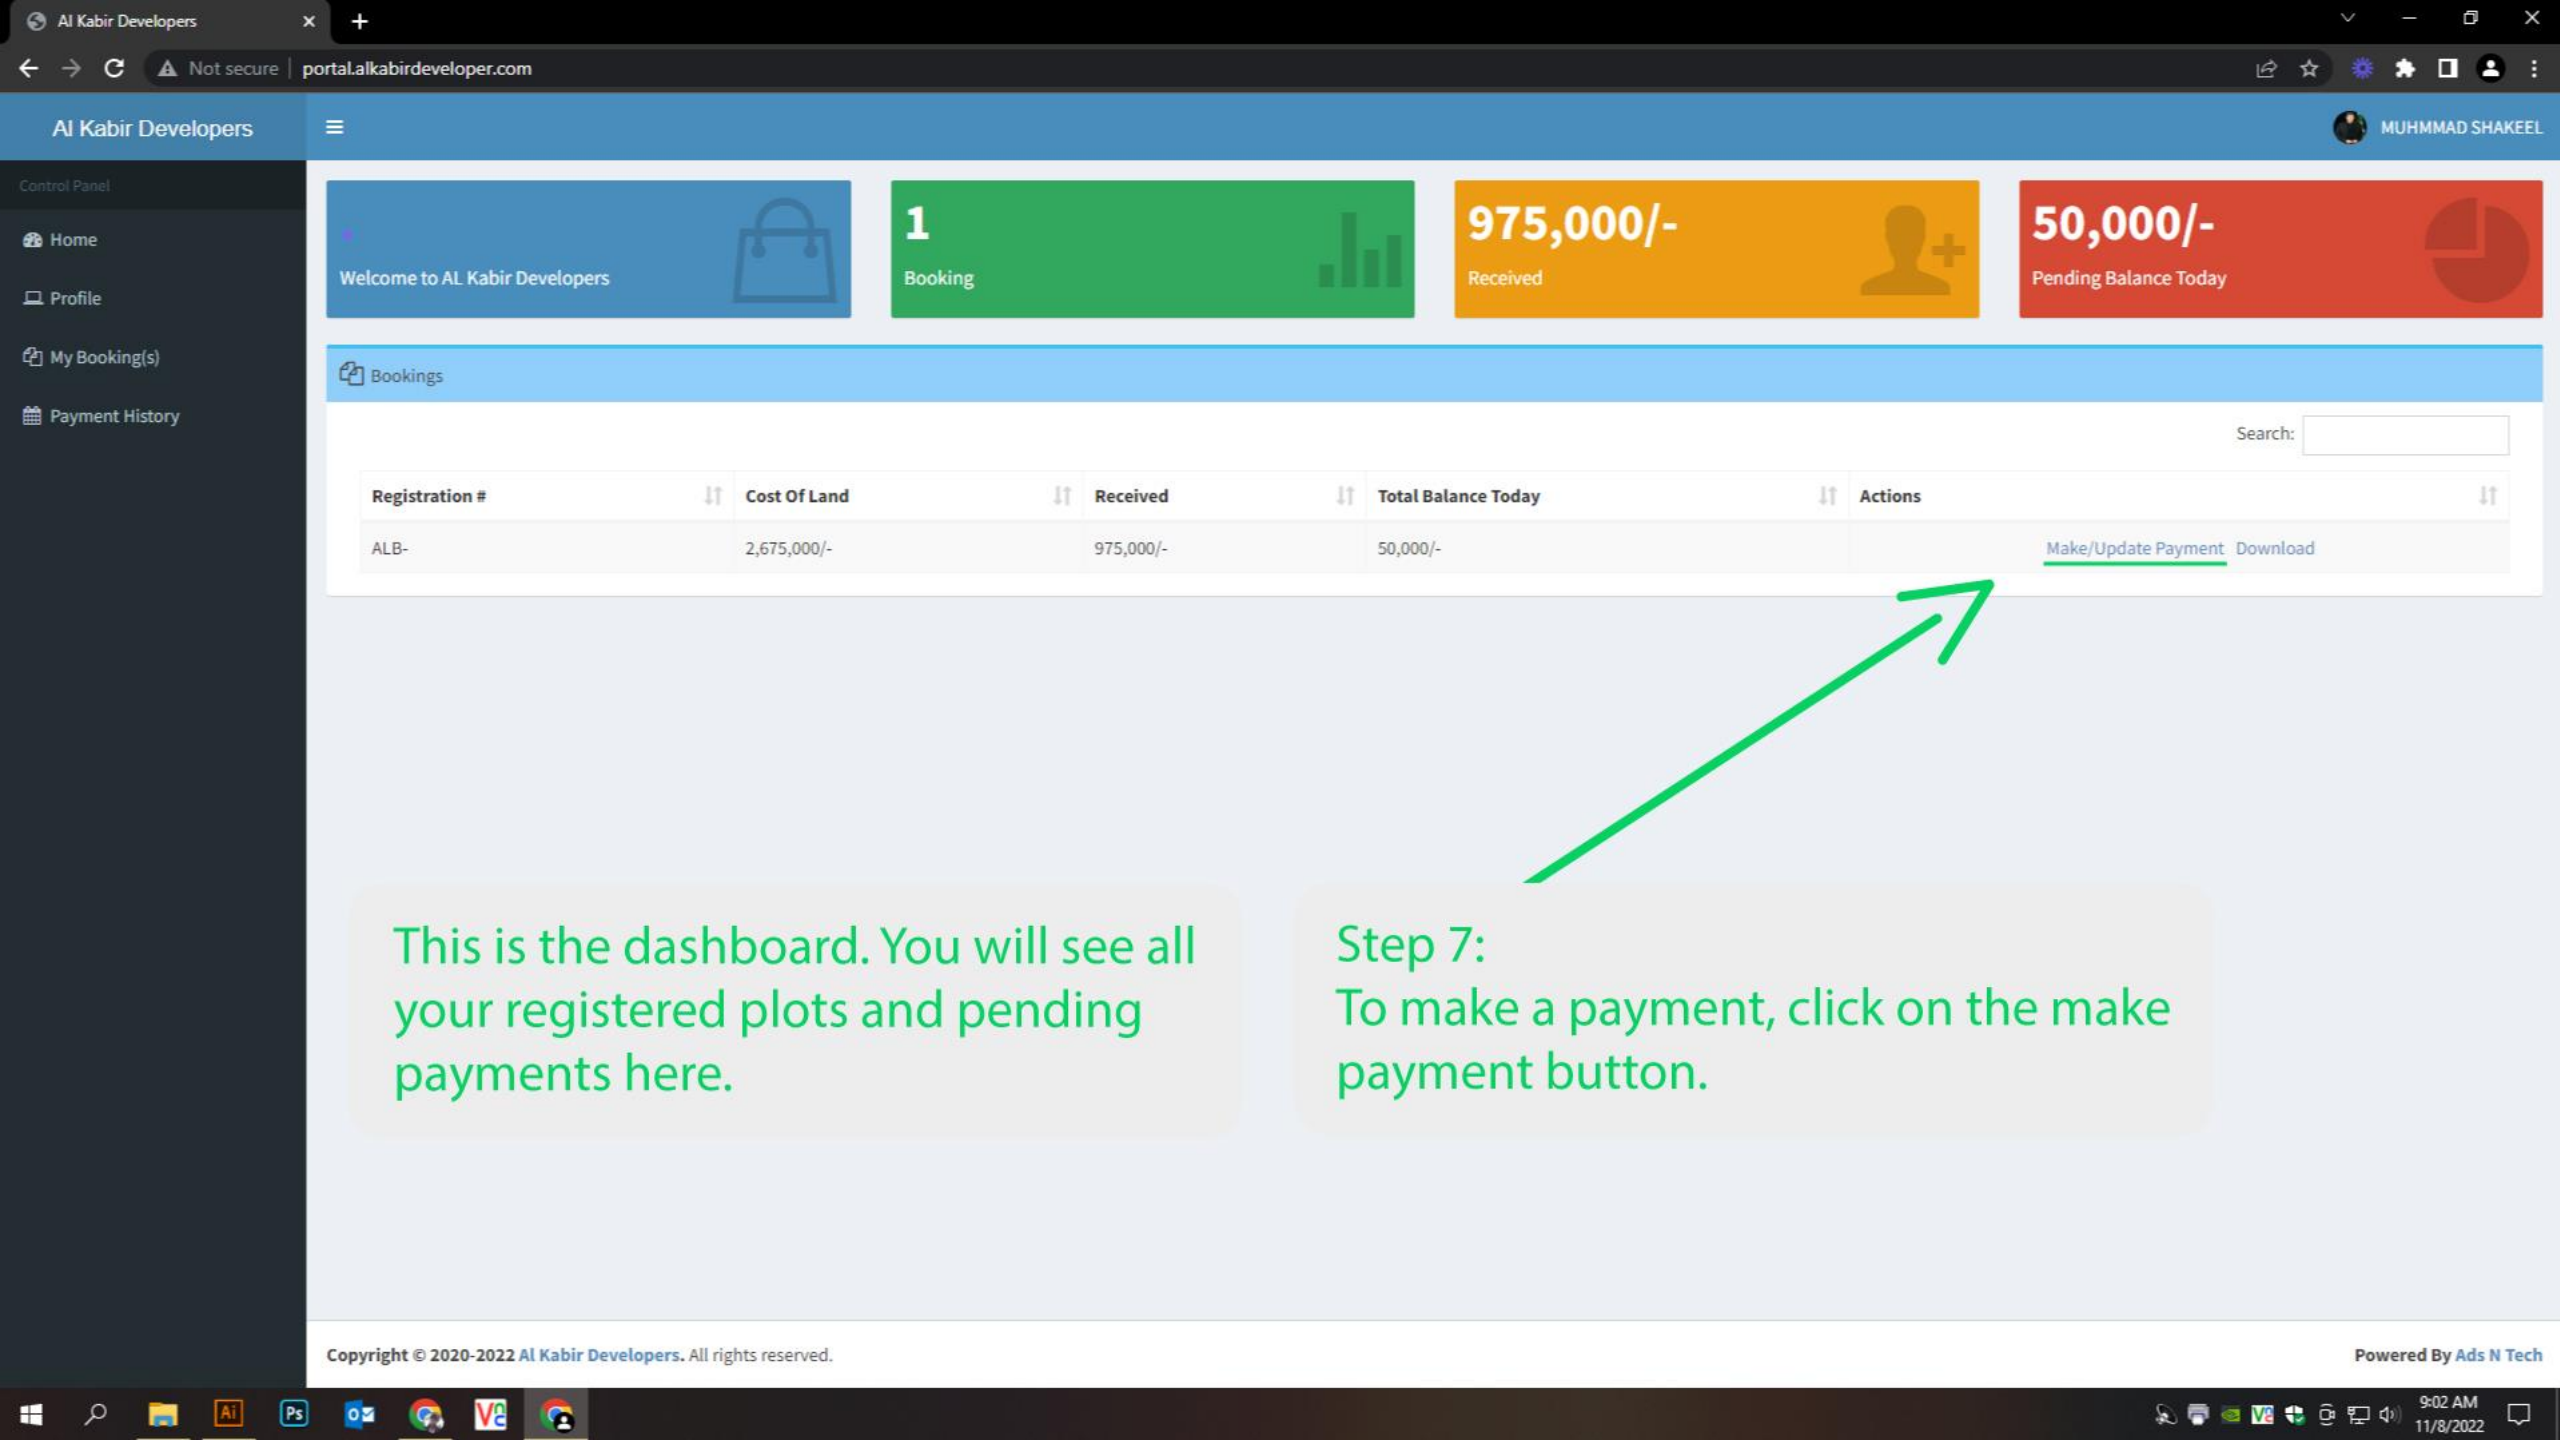 Al Kabir Developers
Not secure | portal.alkabirdeveloper.com
Al Kabir Developers
MUHMMAD SHAKEEL
Control Panel
Home
Profile
My Booking(s)
Payment History
Welcome to AL Kabir Developers
1
Booking
975,000/-
Received
50,000/-
Pending Balance Today
Bookings
Search:
Registration # Cost Of Land Received Total Balance Today Actions
ALB- 2,675,000/- 975,000/- 50,000/- Make/Update Payment Download
This is the dashboard. You will see all
your registered plots and pending
payments here.
Step 7:
To make a payment, click on the make
payment button.
Copyright © 2020-2022 Al Kabir Developers. All rights reserved.
Powered By Ads N Tech
Ai
Ps
9:02 AM
11/8/2022